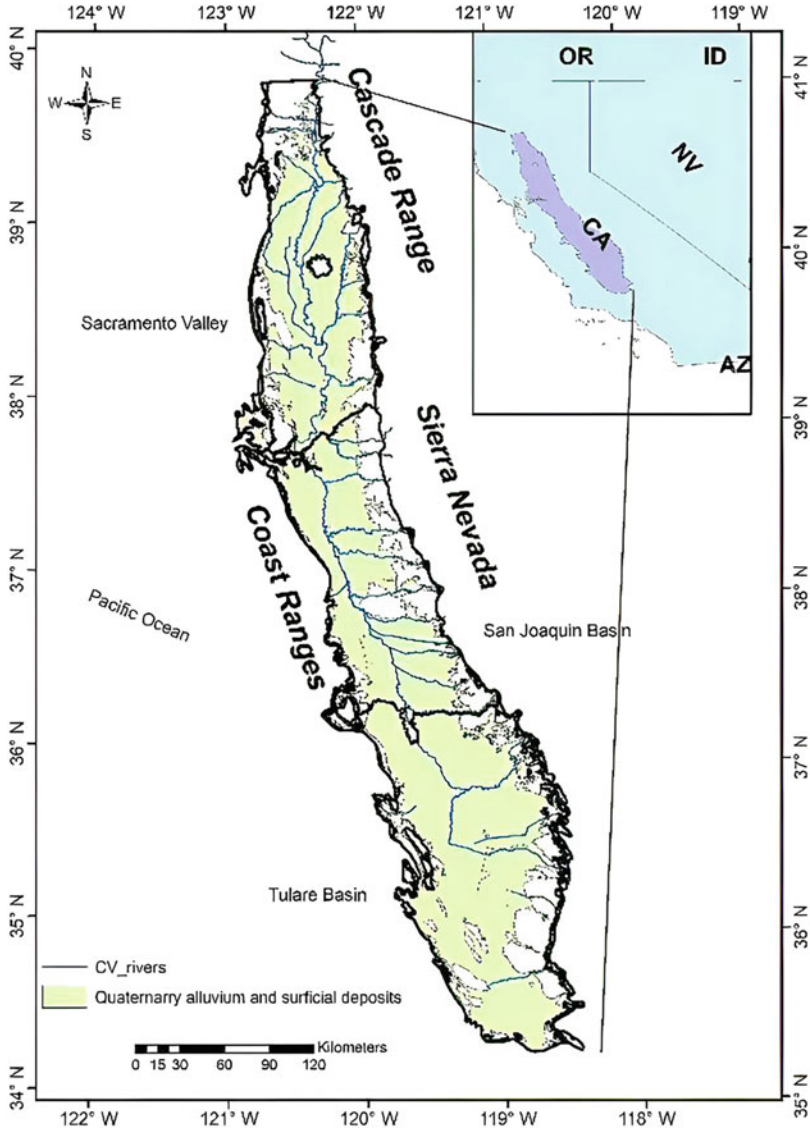 124° W 123° W 122° W 121° W 120° W 119° W
40° N
39° N
38° N
37° N
36° N
35° N
34° N
41° N
40° N
39° N
38° N
37° N
36° N
35° N
N
W E
S
OR ID
NV
CA
AZ
Cascade Range
Sacramento Valley
Sierra Nevada
Coast Ranges
Pacific Ocean
San Joaquin Basin
Tulare Basin
CV_rivers
Quaternarry alluvium and surficial deposits
Kilometers
0 15 30 60 90 120
122° W 121° W 120° W 119° W 118° W